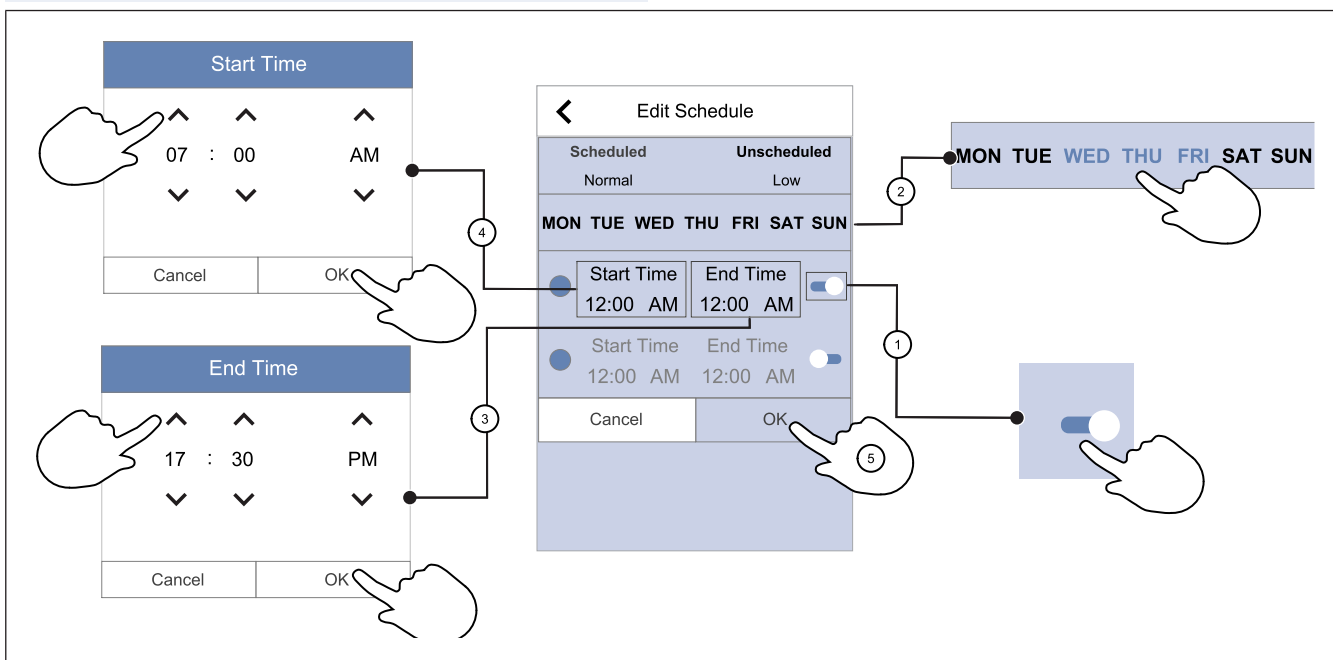 Start Time
07 : 00 AM
Cancel OK
End Time
17 : 30 PM
Cancel OK
4
3
Edit Schedule
Scheduled Unscheduled
Normal Low
MON TUE WED THU FRI SAT SUN
Start Time End Time
12:00 AM 12:00 AM
Start Time End Time
12:00 AM 12:00 AM
Cancel OK
5
2
1
MON TUE WED THU FRI SAT SUN